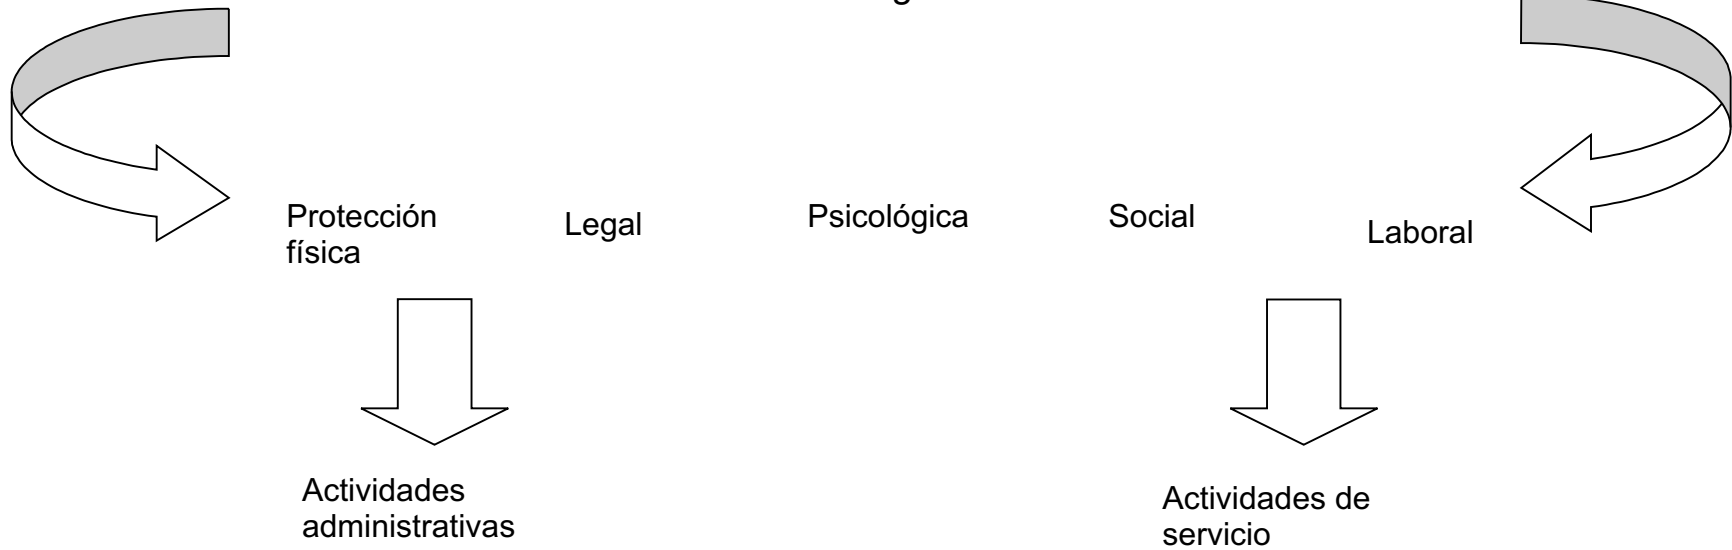 Protección
física
Legal
Psicológica
Social
Laboral
Actividades
administrativas
Actividades de
servicio